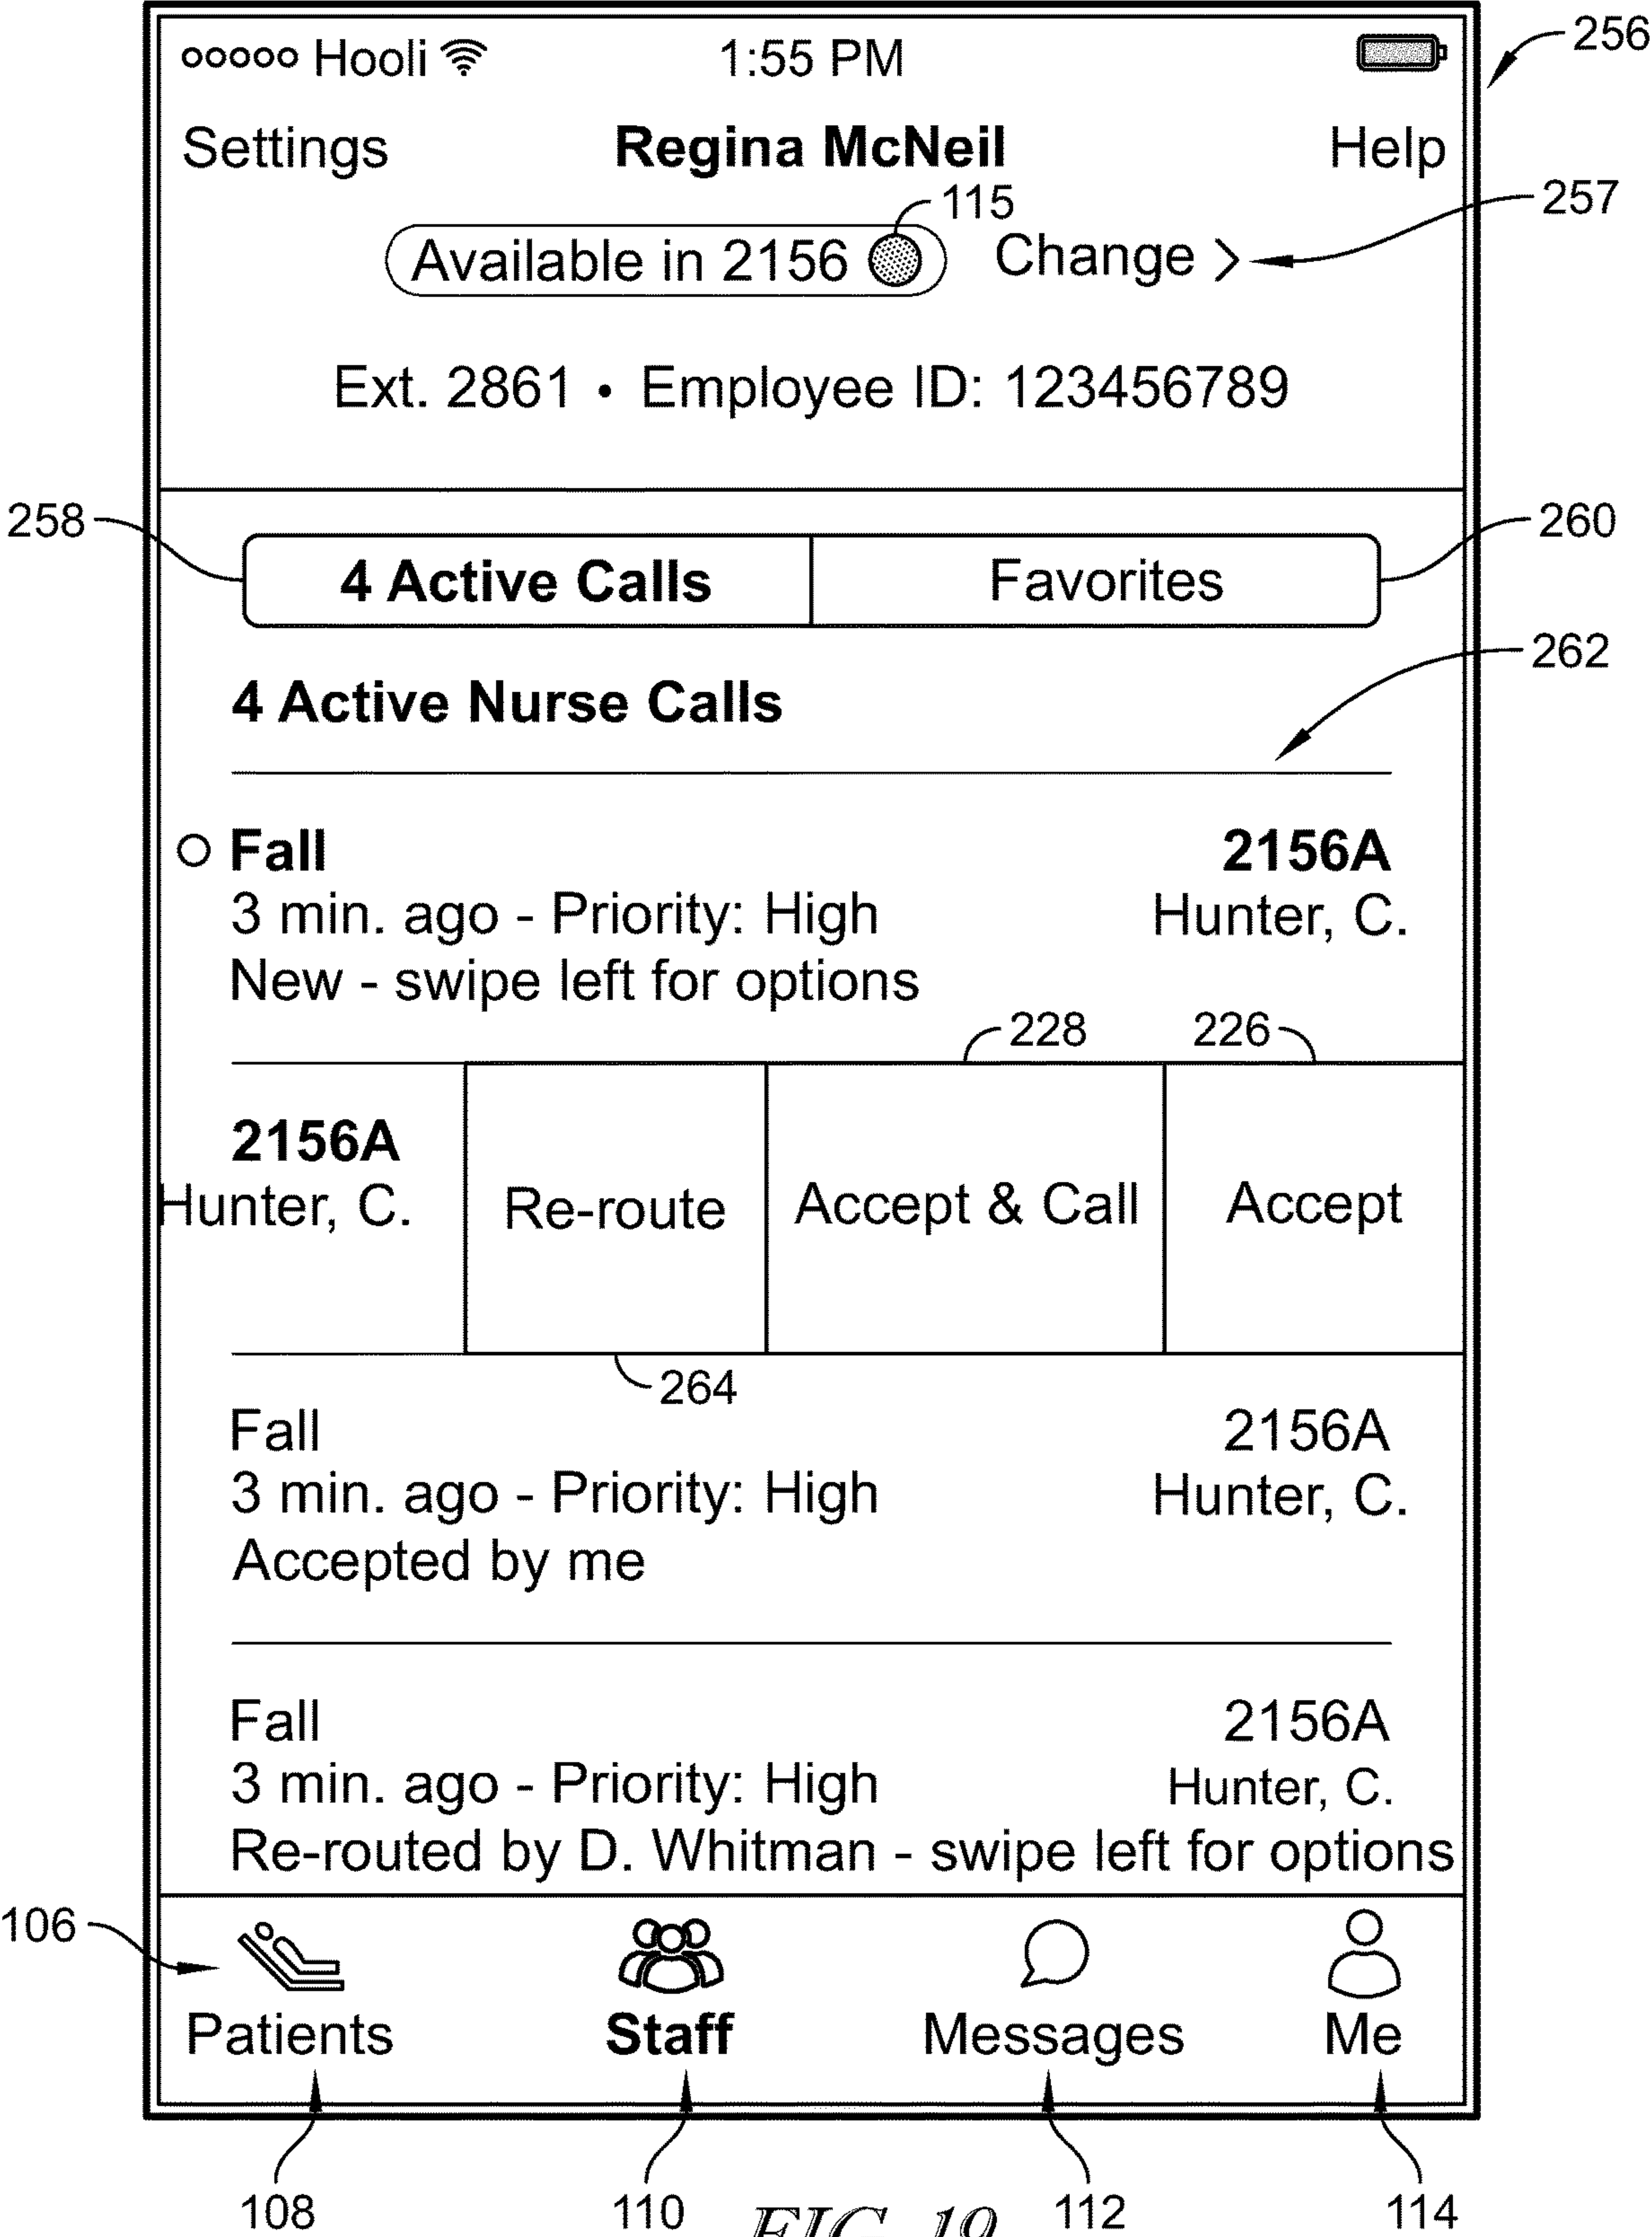 ooooo Hooli 1:55 PM
256
Settings Regina McNeil Help
115
257
Available in 2156 Change >
Ext. 2861 • Employee ID: 123456789
258
260
4 Active Calls Favorites
262
4 Active Nurse Calls
Fall 2156A
3 min. ago - Priority: High Hunter, C.
New - swipe left for options
228 226
2156A
Hunter, C. Re-route Accept & Call Accept
264
Fall 2156A
3 min. ago - Priority: High Hunter, C.
Accepted by me
Fall 2156A
3 min. ago - Priority: High Hunter, C.
Re-routed by D. Whitman - swipe left for options
106
Patients Staff Messages Me
108 110 112 114
FIG. 19